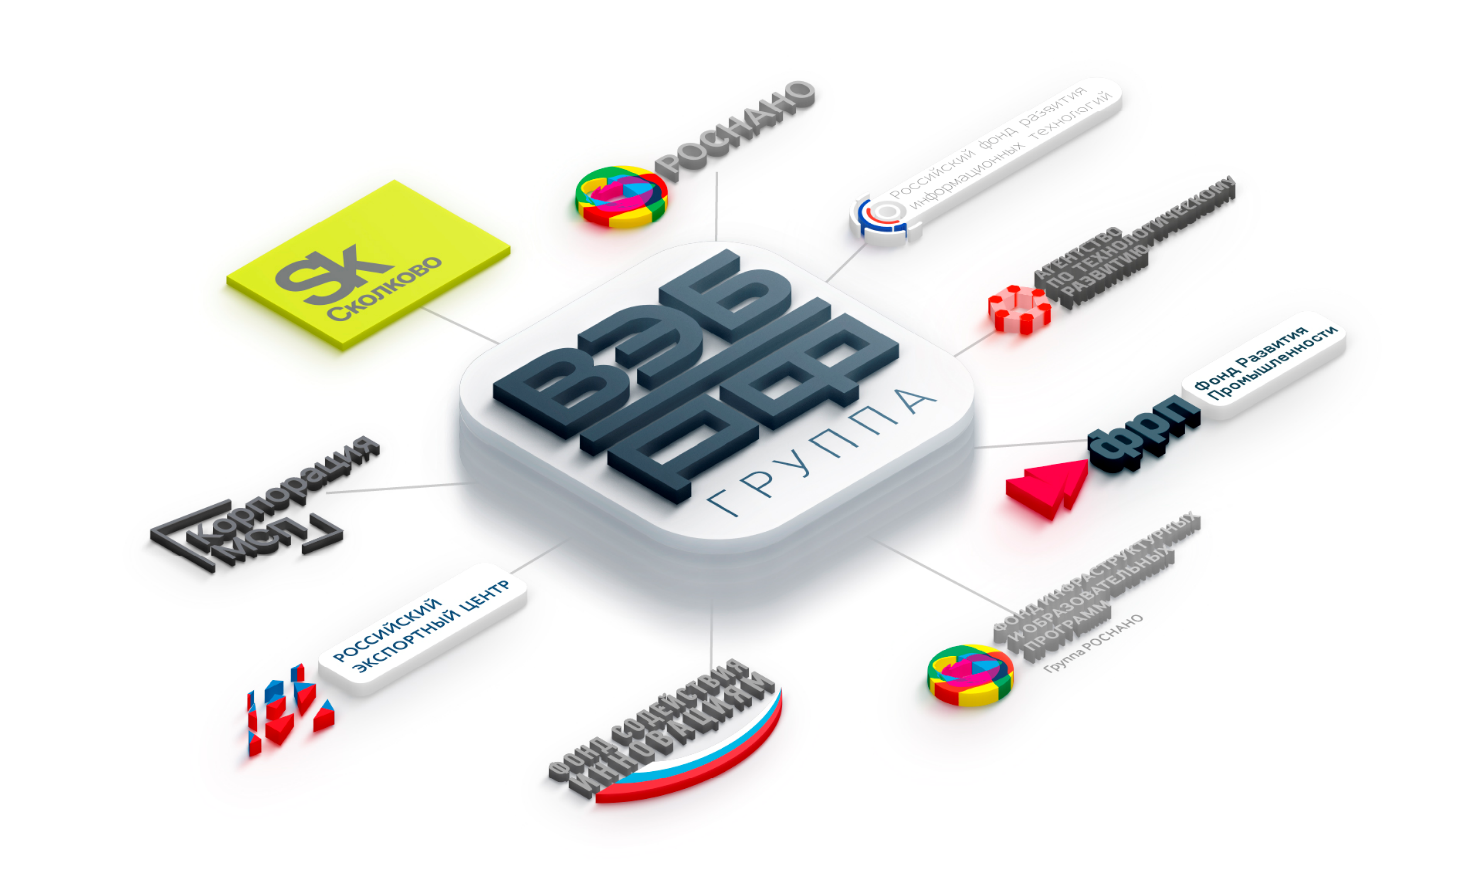 РОСНАНО
Российский фонд развития
информационных технологий
Sk
Сколково
АГЕНТСТВО
ПО ТЕХНОЛОГИЧЕСКОМУ
РАЗВИТИЮ
ВЭБ
РФ
ГРУППА
Фонд Развития
Промышленности
фрп
Корпорация
МСП
РОССИЙСКИЙ
ЭКСПОРТНЫЙ ЦЕНТР
ФОНД ИНФРАСТРУКТУРНЫХ
И ОБРАЗОВАТЕЛЬНЫХ
ПРОГРАММ
Группа РОСНАНО
ФОНД СОДЕЙСТВИЯ
ИННОВАЦИЯМ